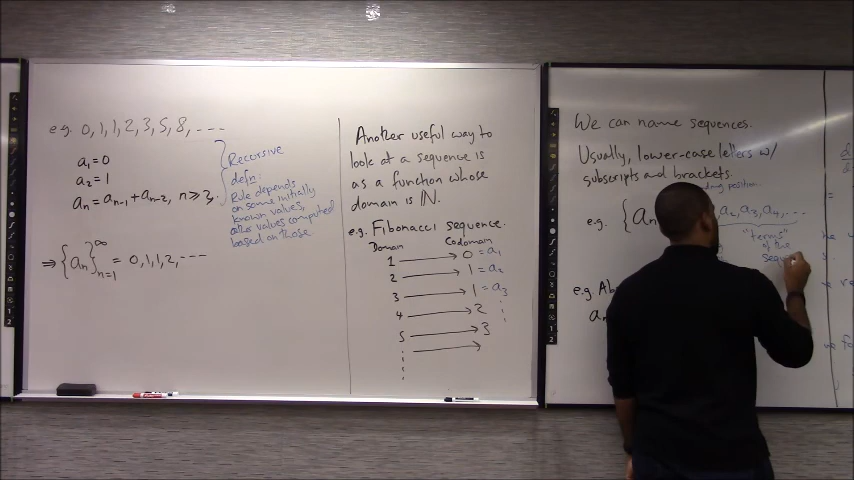 e.g. 0, 1, 1, 2, 3, 5, 8, ...
a₁ = 0
a₂ = 1
aₙ = aₙ₋₁ + aₙ₋₂, n ≥ 3.
Recursive
defn:
Rule depends
on some initially
known values,
other values computed
based on those.
⇒ {aₙ}ₙ₌₁^∞ = 0, 1, 1, 2, ...
Another useful way to
look at a sequence is
as a function whose
domain is ℕ.
e.g. Fibonacci sequence.
Domain Codomain
1 → 0 = a₁
2 → 1 = a₂
3 → 1 = a₃
4 → 2
5 → 3
We can name sequences.
Usually, lower-case letters w/
subscripts and brackets.
position
e.g. {aₙ a₂, a₃, a₄, ...
"terms"
of the
e.g. Ab